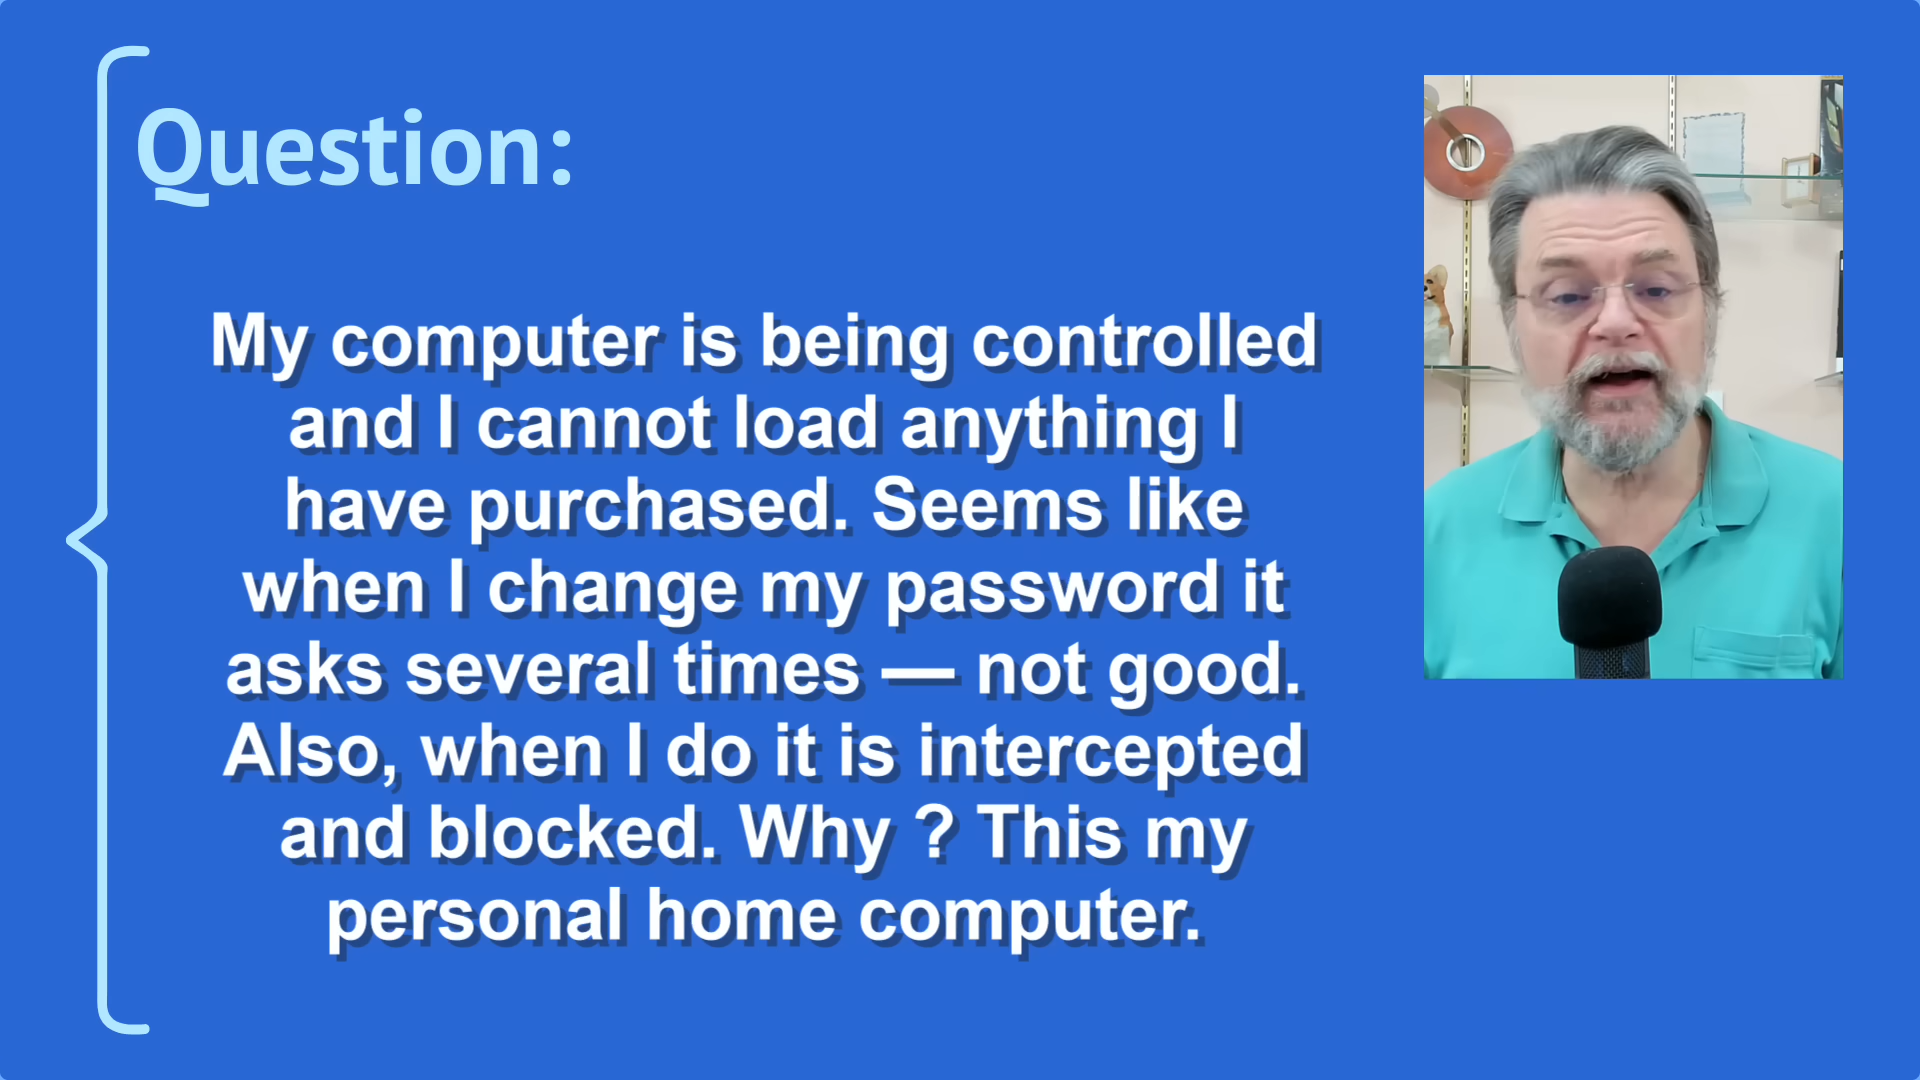 Question:
My computer is being controlled
and I cannot load anything I
have purchased. Seems like
when I change my password it
asks several times — not good.
Also, when I do it is intercepted
and blocked. Why ? This my
personal home computer.